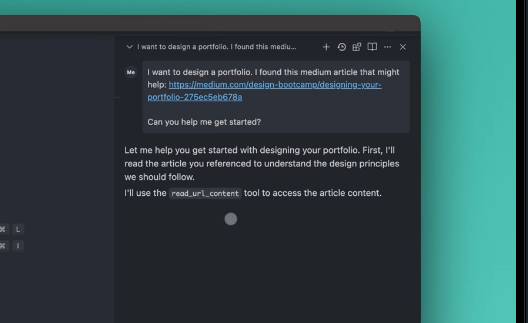 I want to design a portfolio. I found this mediu...
Me
I want to design a portfolio. I found this medium article that might
help: https://medium.com/design-bootcamp/designing-your-
portfolio-275ec5eb678a
Can you help me get started?
Let me help you get started with designing your portfolio. First, I'll
read the article you referenced to understand the design principles
we should follow.
I'll use the read_url_content tool to access the article content.
⌘ L
⌘ I